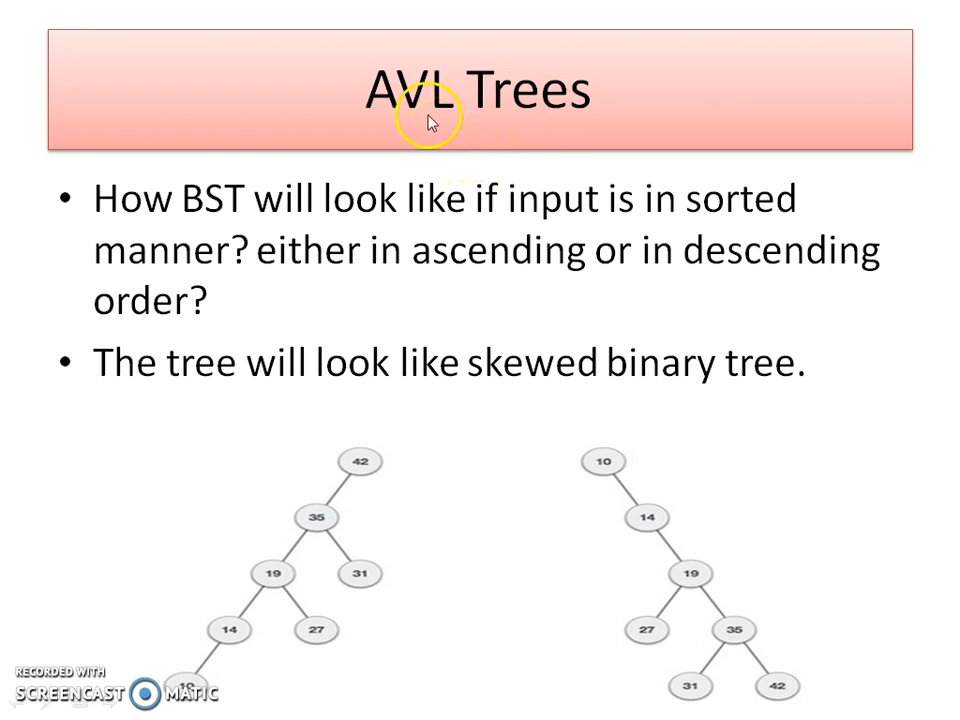 AVL Trees
• How BST will look like if input is in sorted
manner? either in ascending or in descending
order?
• The tree will look like skewed binary tree.
42
10
35
14
19
31
19
14
27
27
35
10
31
42
RECORDED WITH
SCREENCAST MATIC